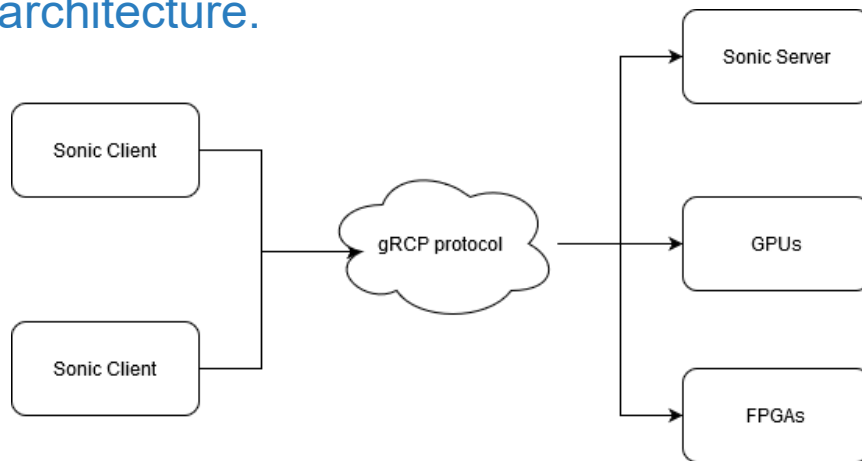 architecture.
Sonic Server
Sonic Client
gRCP protocol
GPUs
Sonic Client
FPGAs